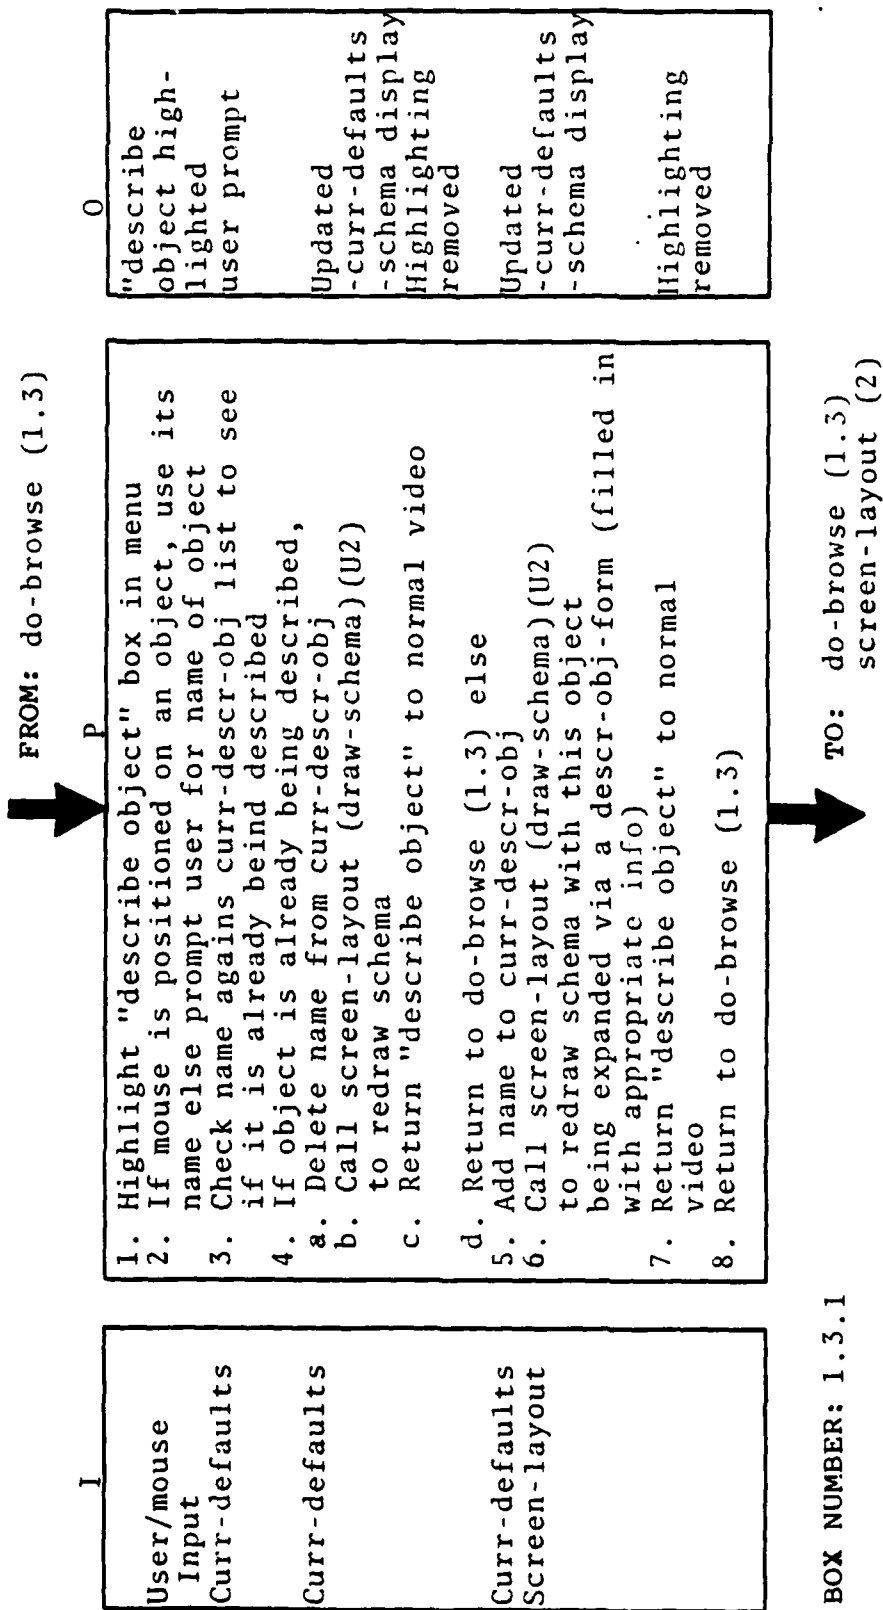 FROM: do-browse (1.3)
I
User/mouse
Input
Curr-defaults
Curr-defaults
Curr-defaults
Screen-layout
P
1. Highlight "describe object" box in menu
2. If mouse is positioned on an object, use its
name else prompt user for name of object
3. Check name agains curr-descr-obj list to see
if it is already beind described
4. If object is already being described,
a. Delete name from curr-descr-obj
b. Call screen-layout (draw-schema)(U2)
to redraw schema
c. Return "describe object" to normal video
d. Return to do-browse (1.3) else
5. Add name to curr-descr-obj
6. Call screen-layout (draw-schema)(U2)
to redraw schema with this object
being expanded via a descr-obj-form (filled in
with appropriate info)
7. Return "describe object" to normal
video
8. Return to do-browse (1.3)
O
"describe
object high-
lighted
user prompt
Updated
-curr-defaults
-schema display
Highlighting
removed
Updated
-curr-defaults
-schema display
Highlighting
removed
BOX NUMBER: 1.3.1
TO: do-browse (1.3)
screen-layout (2)